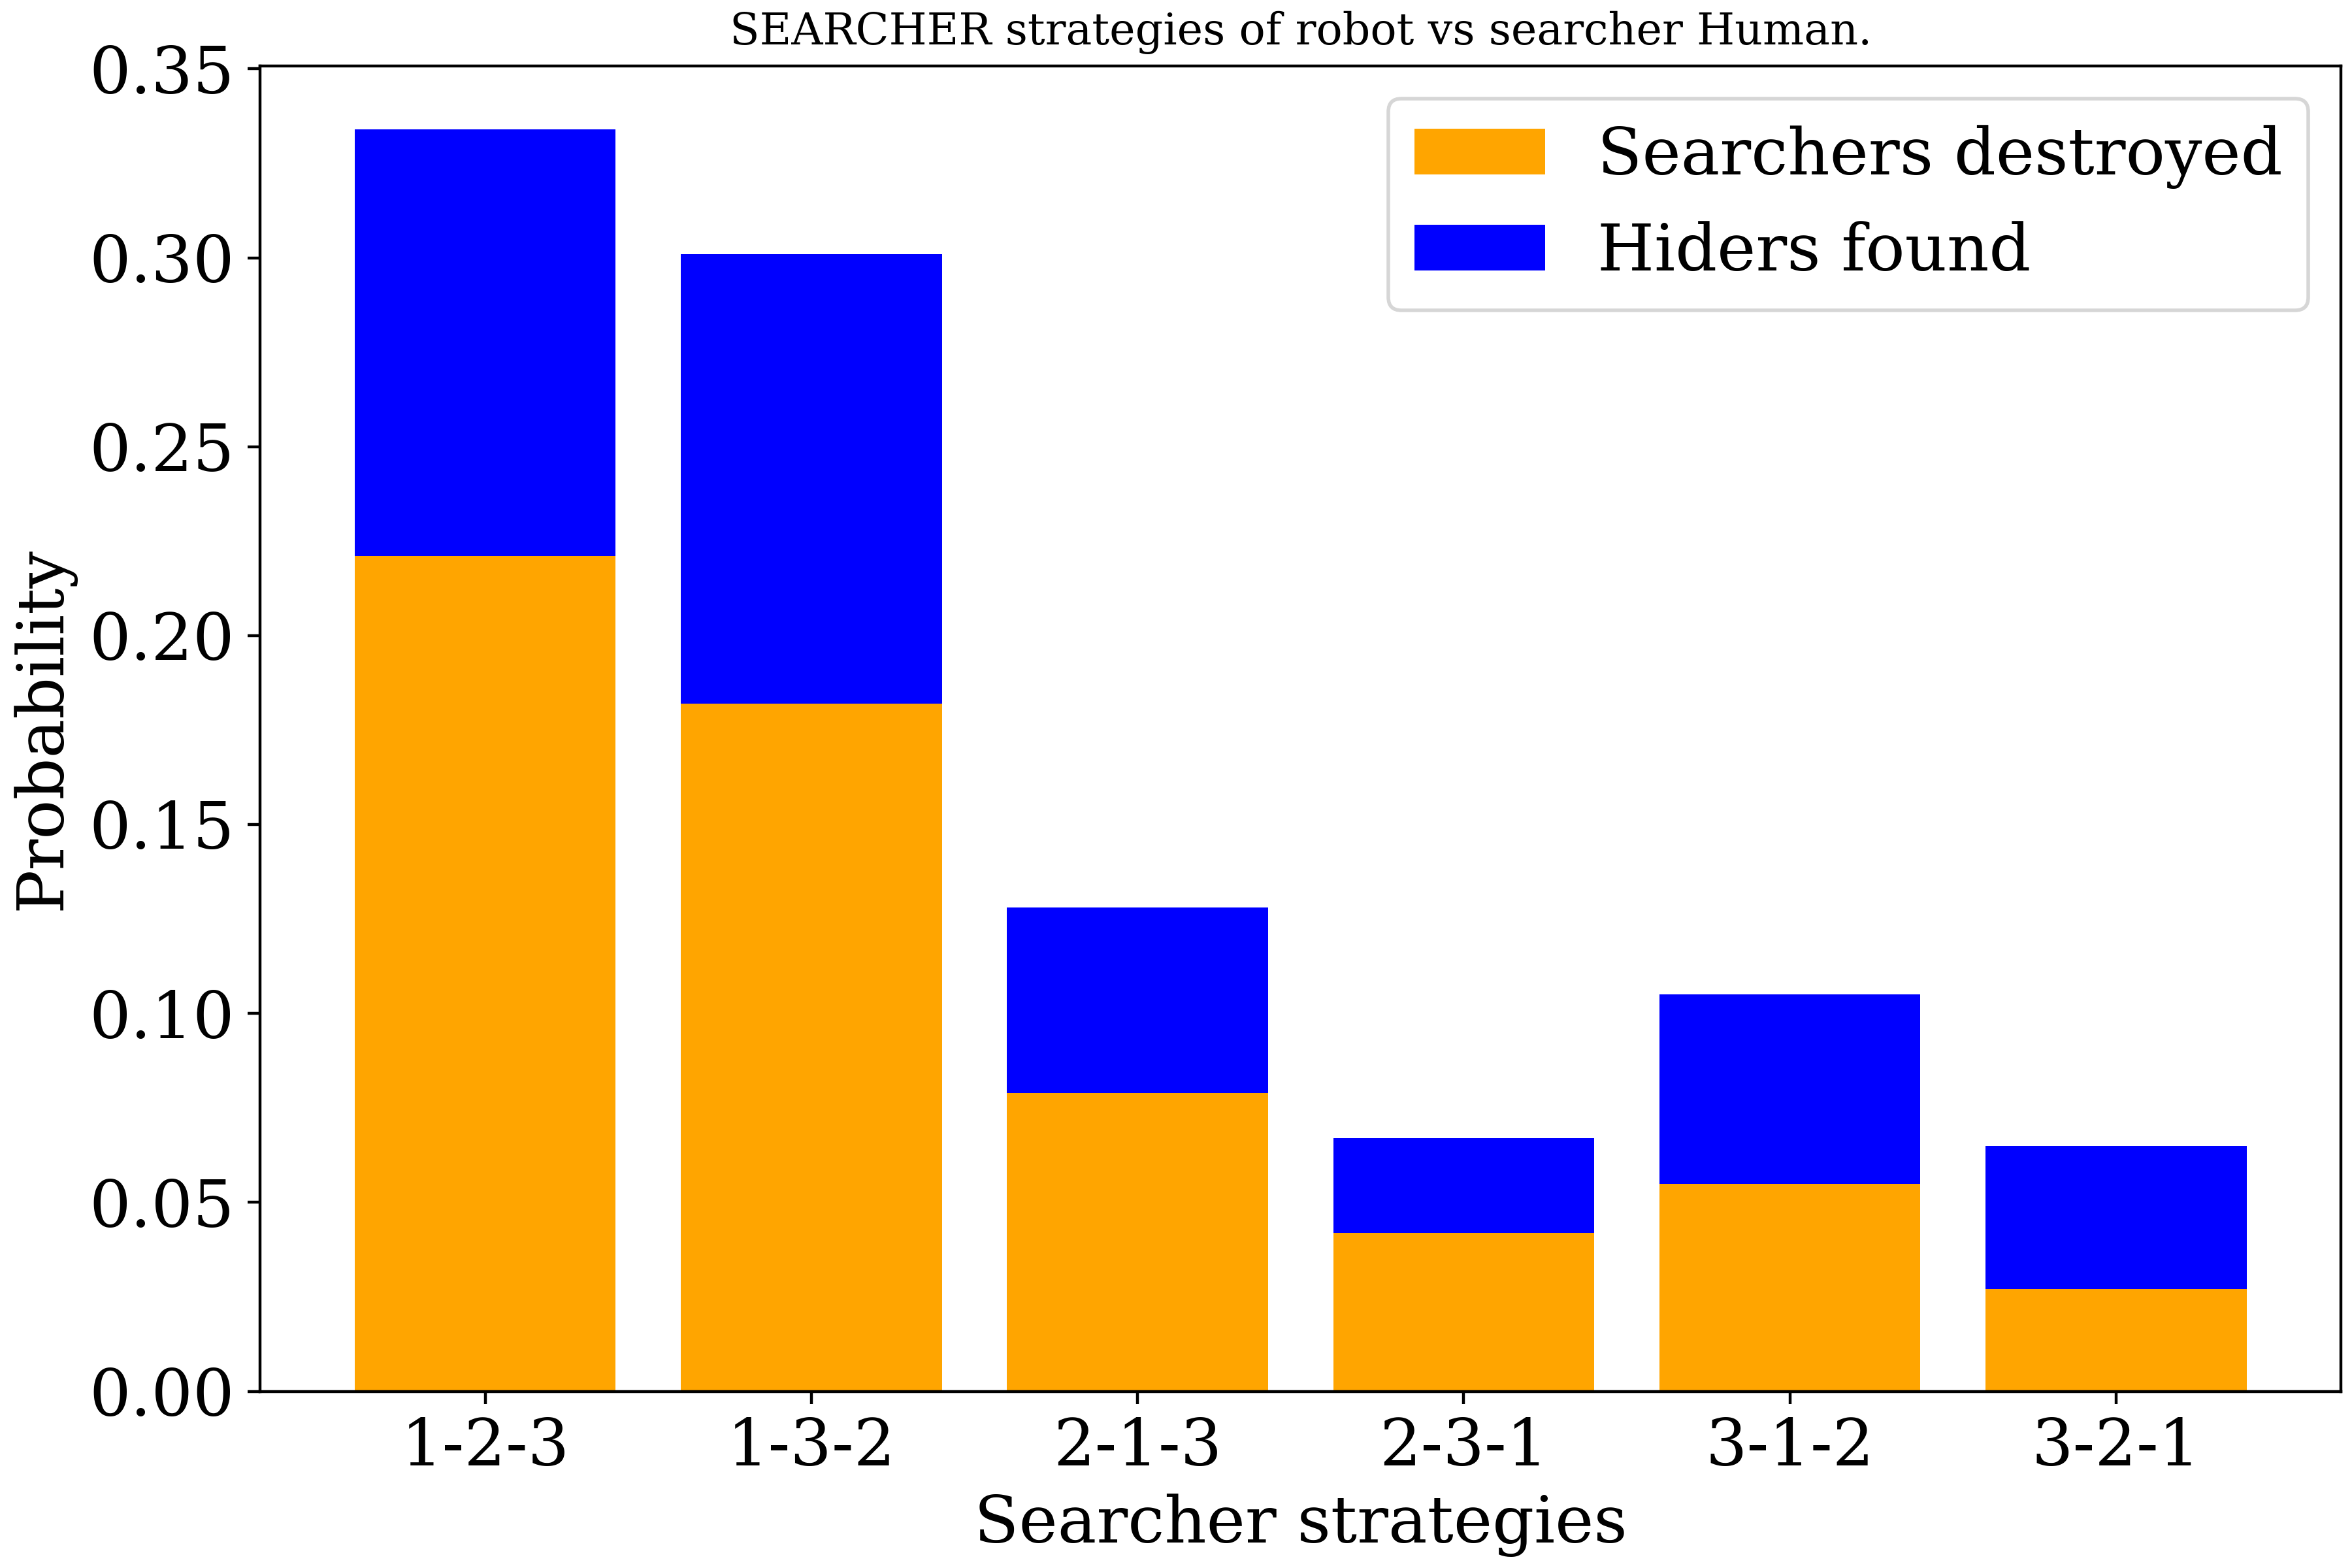 SEARCHER strategies of robot vs searcher Human.
0.35
0.30
0.25
0.20
0.15
0.10
0.05
0.00
Probability
Searchers destroyed
Hiders found
1-2-3 1-3-2 2-1-3 2-3-1 3-1-2 3-2-1
Searcher strategies